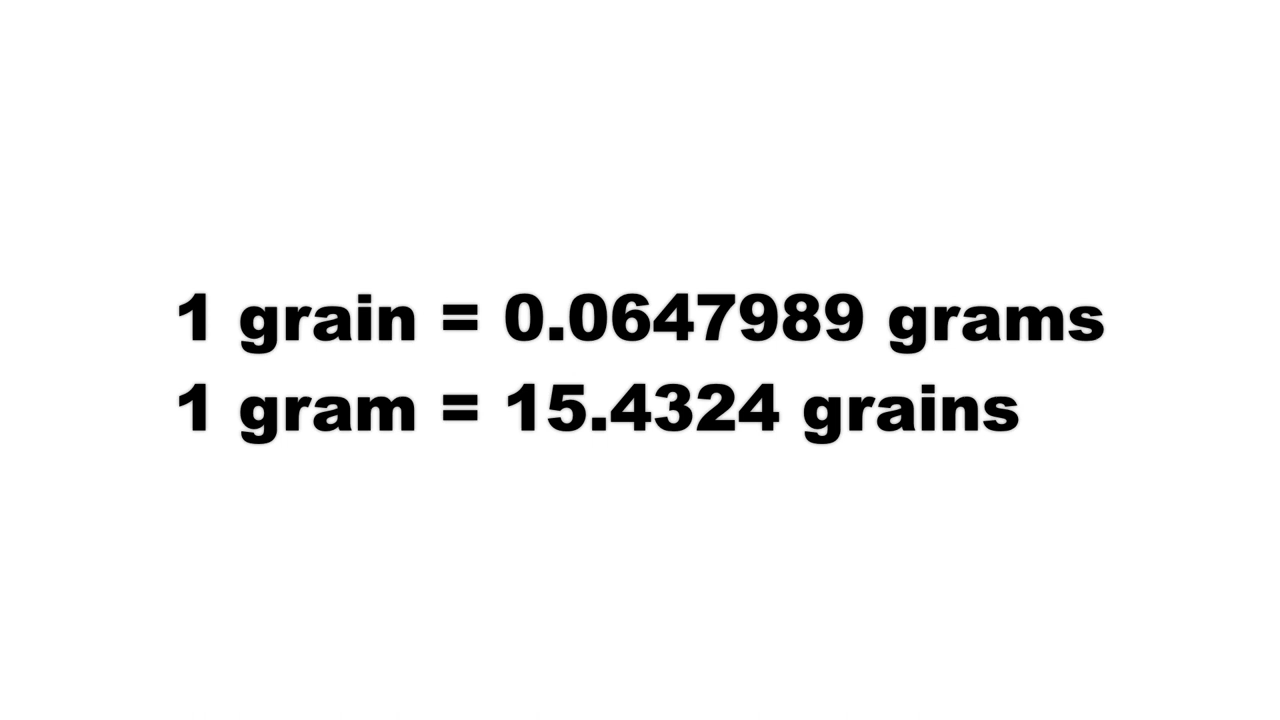 1 grain = 0.0647989 grams
1 gram = 15.4324 grains